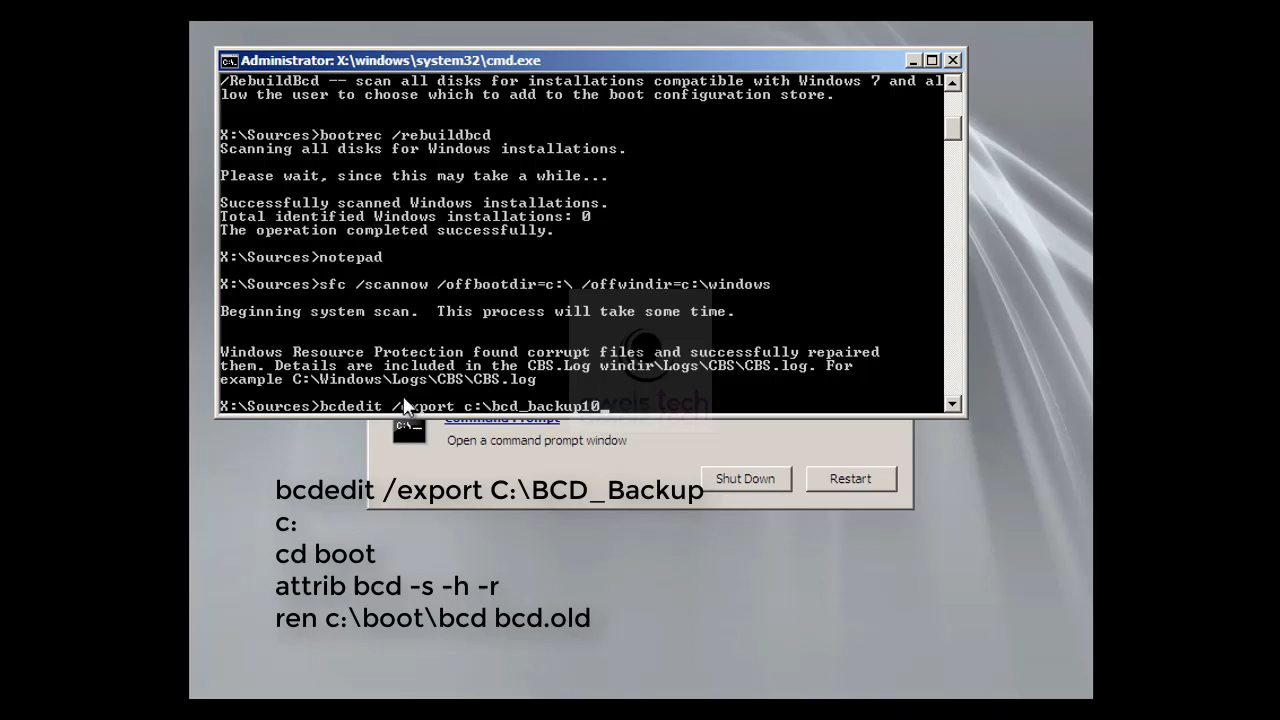 Administrator: X:\windows\system32\cmd.exe
/RebuildBcd -- scan all disks for installations compatible with Windows 7 and al
low the user to choose which to add to the boot configuration store.
X:\Sources>bootrec /rebuildbcd
Scanning all disks for Windows installations.
Please wait, since this may take a while...
Successfully scanned Windows installations.
Total identified Windows installations: 0
The operation completed successfully.
X:\Sources>notepad
X:\Sources>sfc /scannow /offbootdir=c:\ /offwindir=c:\windows
Beginning system scan.  This process will take some time.
Windows Resource Protection found corrupt files and successfully repaired
them. Details are included in the CBS.Log windir\Logs\CBS\CBS.log. For
example C:\Windows\Logs\CBS\CBS.log
X:\Sources>bcdedit /export c:\bcd_backup10_
tech
Command Prompt
C:\
Open a command prompt window
Shut Down
Restart
bcdedit /export C:\BCD_Backup
c:
cd boot
attrib bcd -s -h -r
ren c:\boot\bcd bcd.old